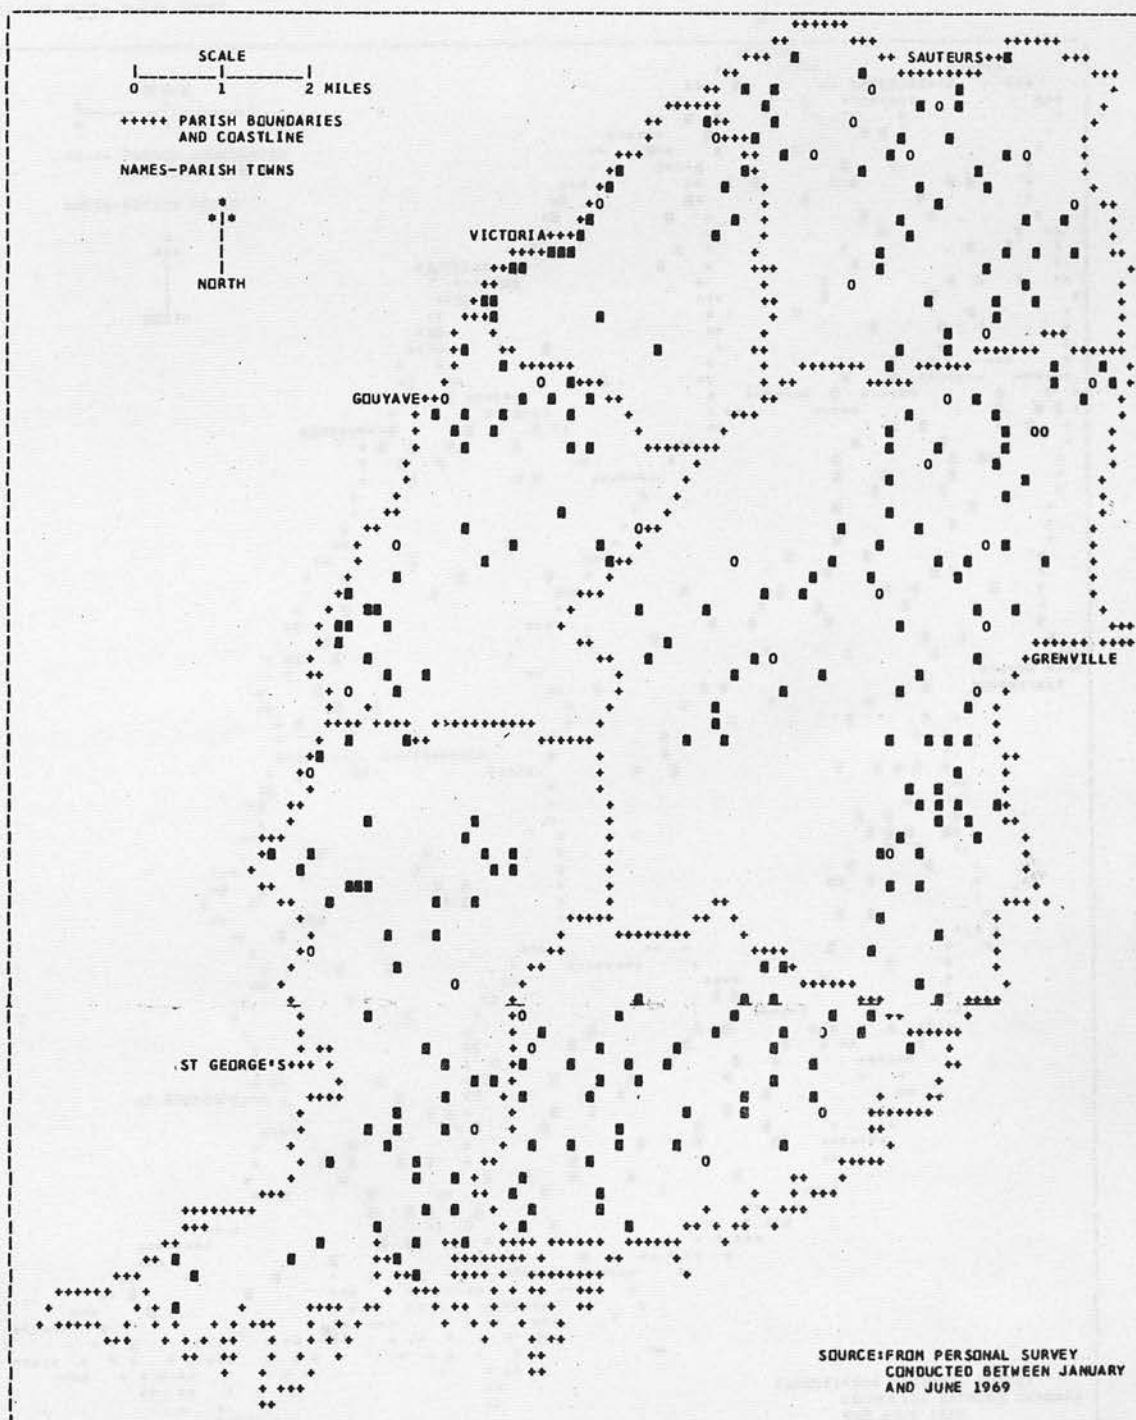 SAUTEURS
SCALE
0 1 2 MILES
+++++ PARISH BOUNDARIES
AND COASTLINE
NAMES-PARISH TOWNS
VICTORIA
NORTH
GOUYAVE
GRENVILLE
ST GEORGE'S
SOURCE:FROM PERSONAL SURVEY
CONDUCTED BETWEEN JANUARY
AND JUNE 1969